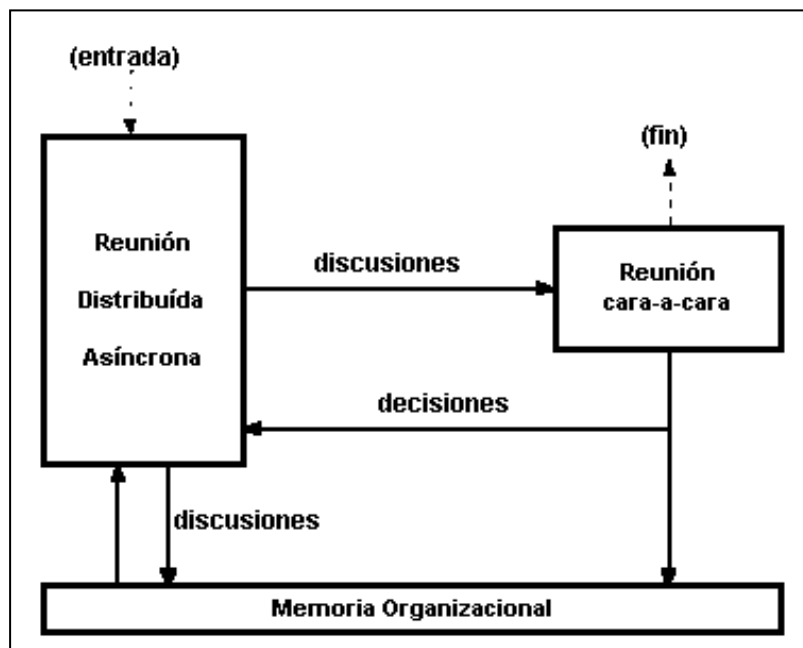 (entrada)
(fin)
Reunión
Distribuída
Asíncrona
discusiones
Reunión
cara-a-cara
decisiones
discusiones
Memoria Organizacional